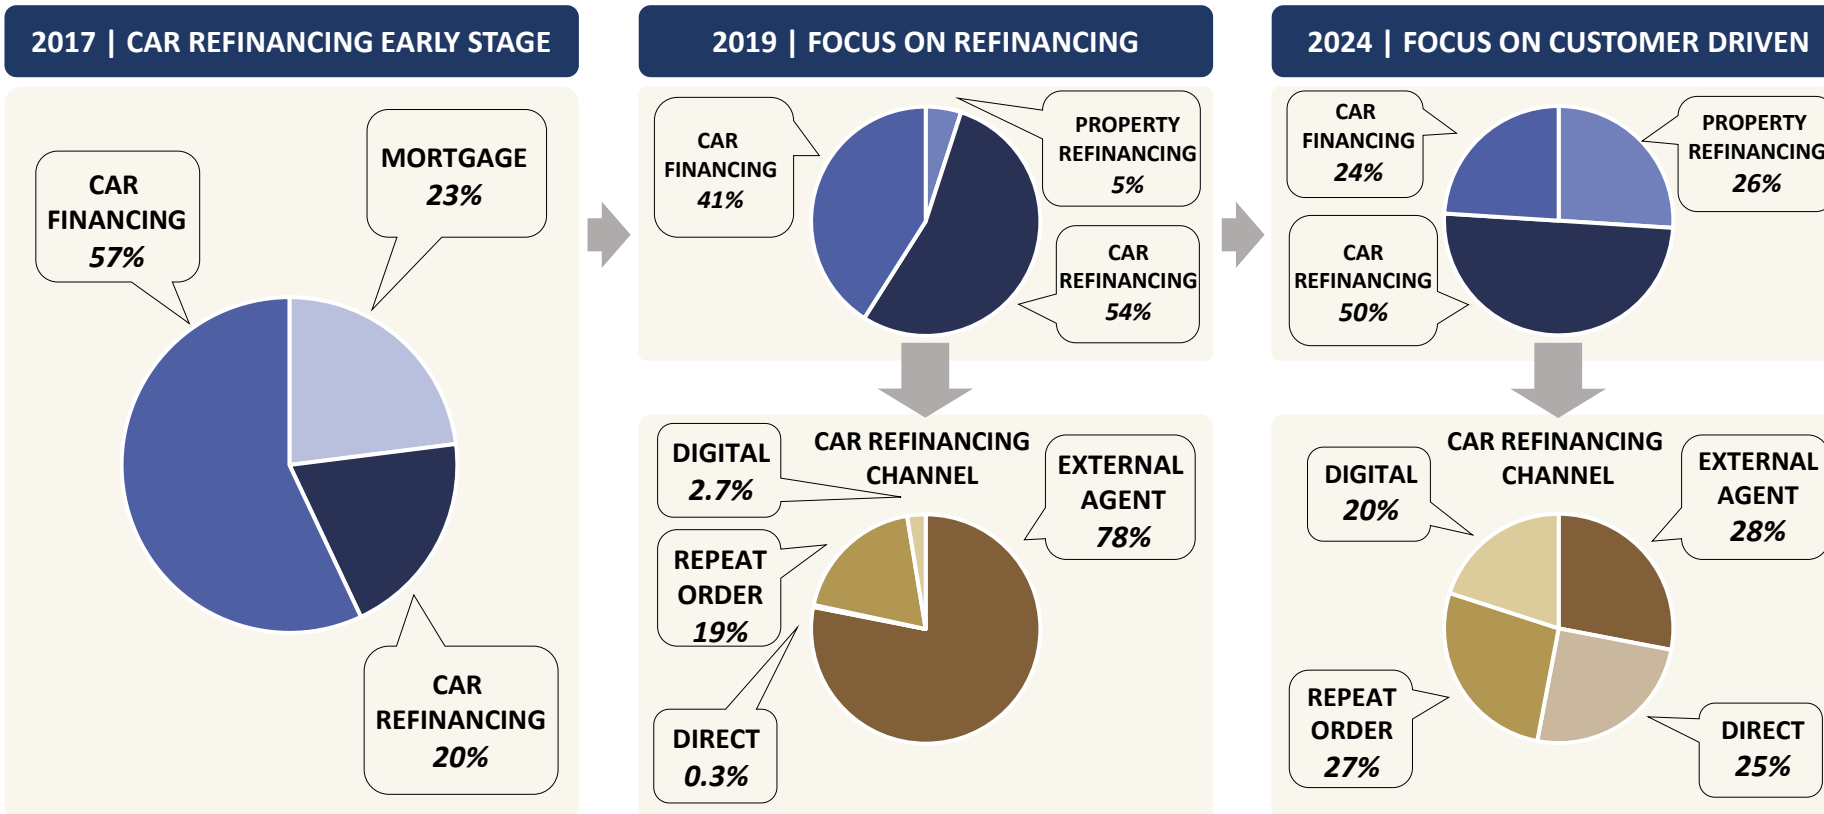 2017 | CAR REFINANCING EARLY STAGE
CAR
FINANCING
57%
MORTGAGE
23%
CAR
REFINANCING
20%
2019 | FOCUS ON REFINANCING
CAR
FINANCING
41%
PROPERTY
REFINANCING
5%
CAR
REFINANCING
54%
CAR REFINANCING
CHANNEL
DIGITAL
2.7%
EXTERNAL
AGENT
78%
REPEAT
ORDER
19%
DIRECT
0.3%
2024 | FOCUS ON CUSTOMER DRIVEN
CAR
FINANCING
24%
PROPERTY
REFINANCING
26%
CAR
REFINANCING
50%
CAR REFINANCING
CHANNEL
DIGITAL
20%
EXTERNAL
AGENT
28%
REPEAT
ORDER
27%
DIRECT
25%